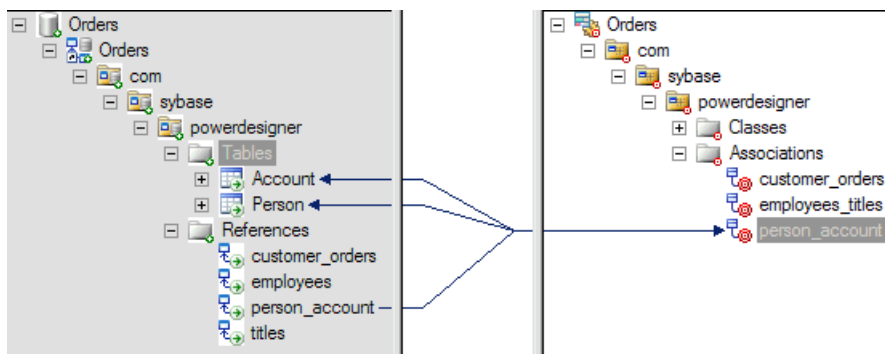 Orders
Orders
com
sybase
powerdesigner
Tables
Account
Person
References
customer_orders
employees
person_account
titles
Orders
com
sybase
powerdesigner
Classes
Associations
customer_orders
employees_titles
person_account